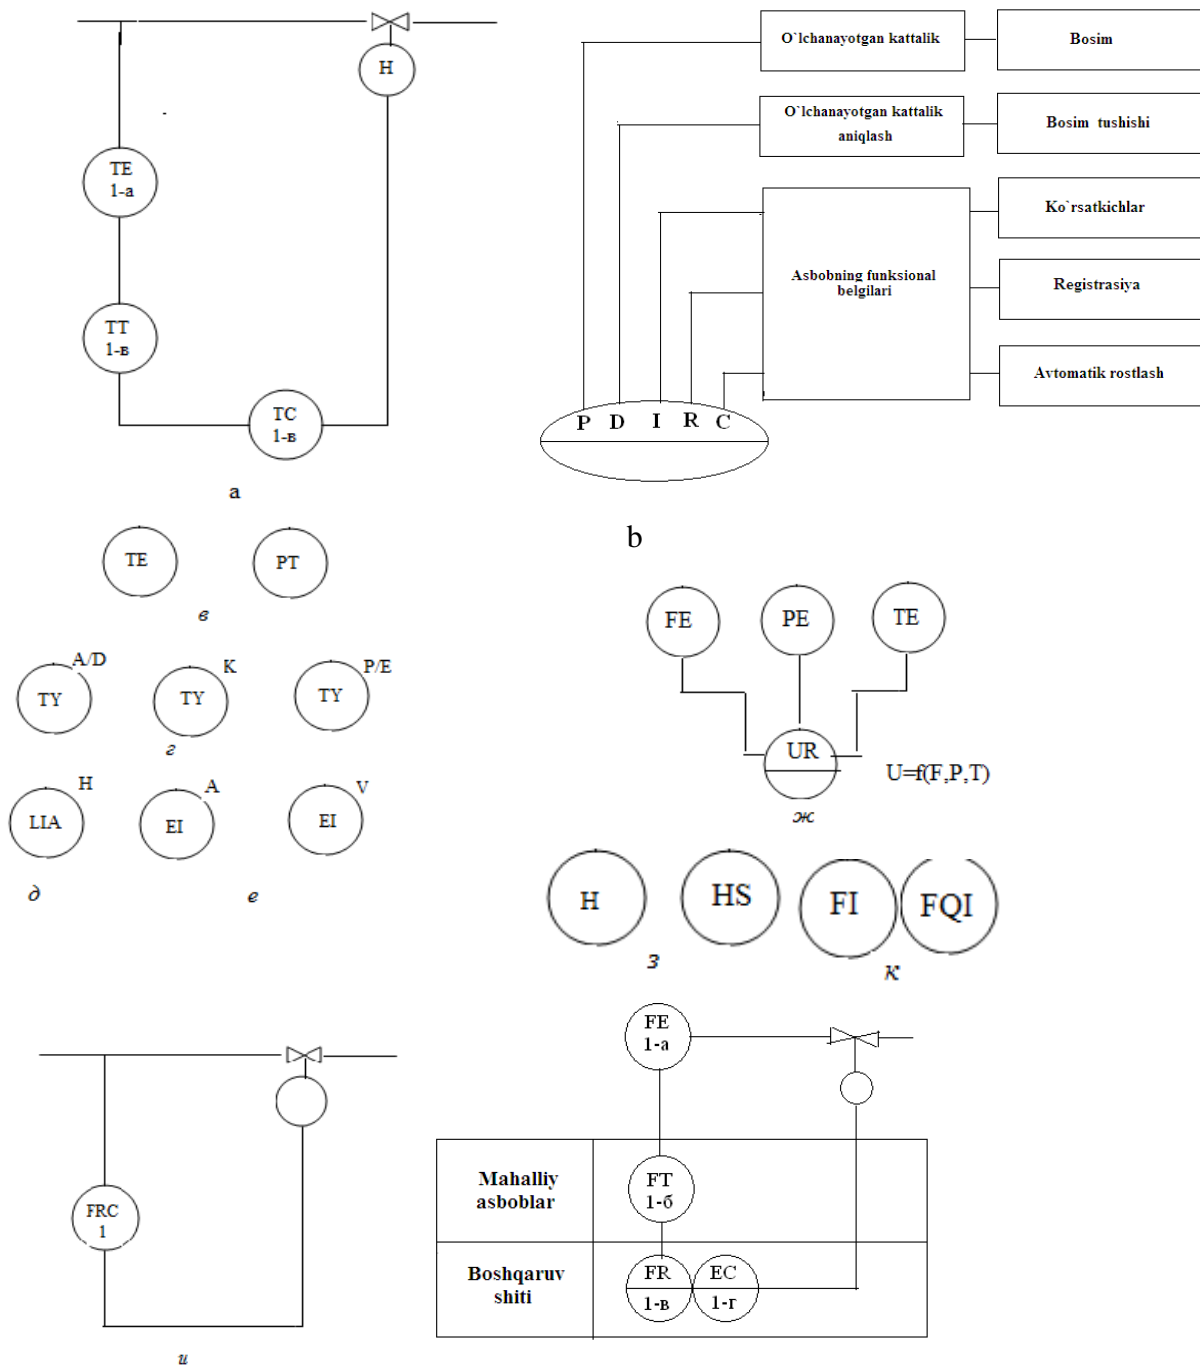 H
TE
1-a
TT
1-в
TC
1-в
a
O`lchanayotgan kattalik
Bosim
O`lchanayotgan kattalik
aniqlash
Bosim tushishi
Asbobning funksional
belgilari
Ko`rsatkichlar
Registrasiya
Avtomatik rostlash
P D I R C
b
TE
PT
в
A/D
TY
K
TY
P/E
TY
г
H
LIA
A
EI
V
EI
д
е
FE
PE
TE
UR
U=f(F,P,T)
ж
H
HS
FI
FQI
з
к
FRC
1
и
FE
1-a
Mahalliy
asboblar
FT
1-б
Boshqaruv
shiti
FR
1-в
EC
1-г